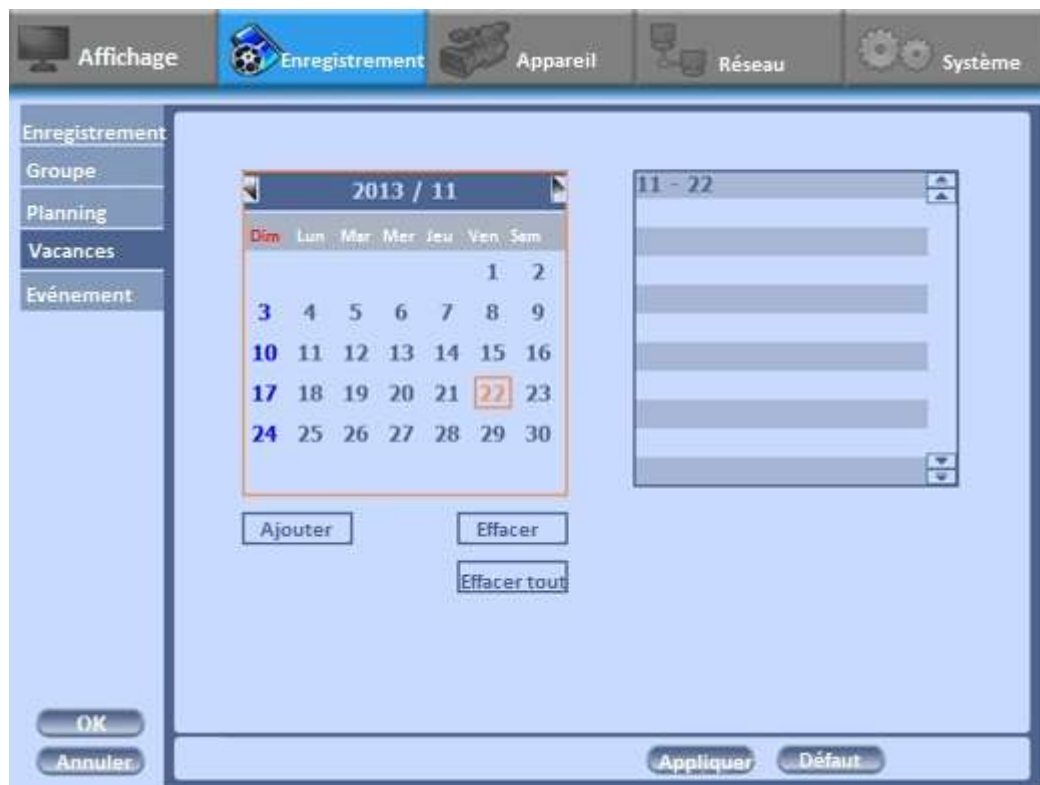 Affichage Enregistrement Appareil Réseau Système
Enregistrement
Groupe
Planning
Vacances
Evénement
2013 / 11
Dim Lun Mar Mer Jeu Ven Sam
1 2
3 4 5 6 7 8 9
10 11 12 13 14 15 16
17 18 19 20 21 22 23
24 25 26 27 28 29 30
11 - 22
Ajouter Effacer
Effacer tout
OK
Annuler
Appliquer Défaut